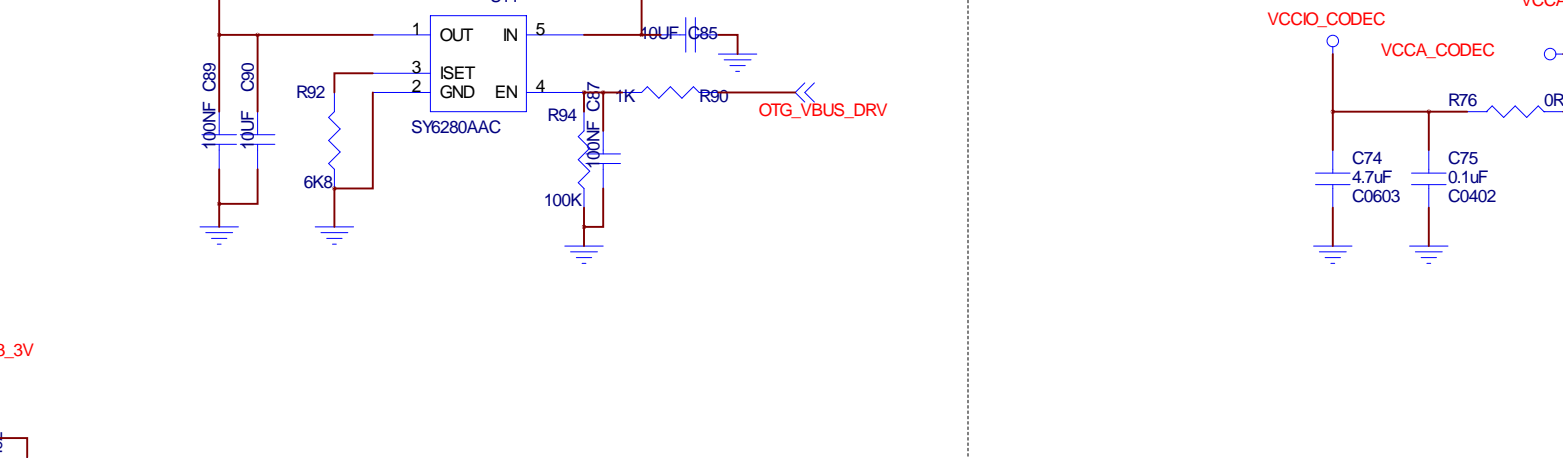 VCCIO_CODEC
VCCA_CODEC
1 OUT IN 5
10UF C85
3 ISET
2 GND EN 4
C89
100NF
C90
10UF
R92
6K8
SY6280AAC
R94
100K
C87
100NF
1K R90
OTG_VBUS_DRV
R76
C74
4.7uF
C0603
C75
0.1uF
C0402
_3V